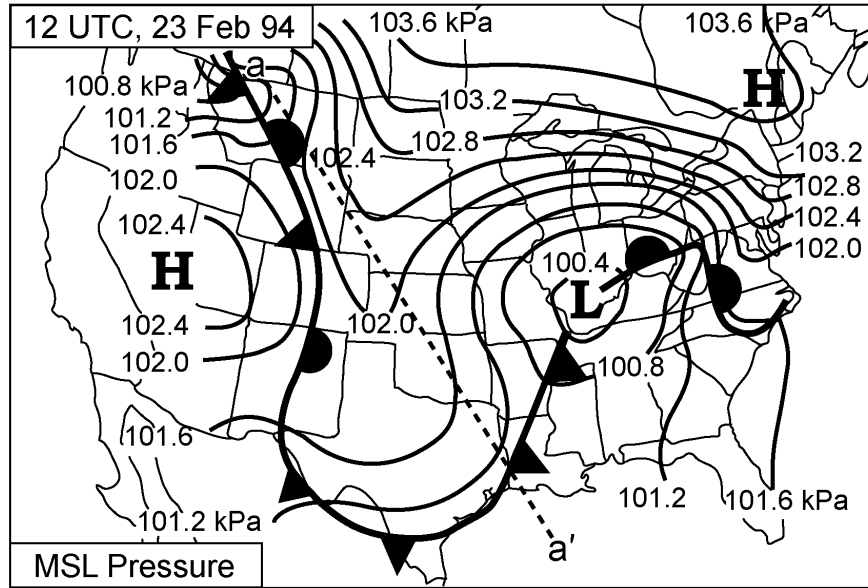 12 UTC, 23 Feb 94
103.6 kPa
103.6 kPa
a
100.8 kPa
H
101.2
103.2
101.6
102.8
102.4
103.2
102.0
102.8
102.4
102.4
102.0
H
100.4
L
102.4
102.0
102.0
100.8
101.6
101.2
101.6 kPa
101.2 kPa
a'
MSL Pressure